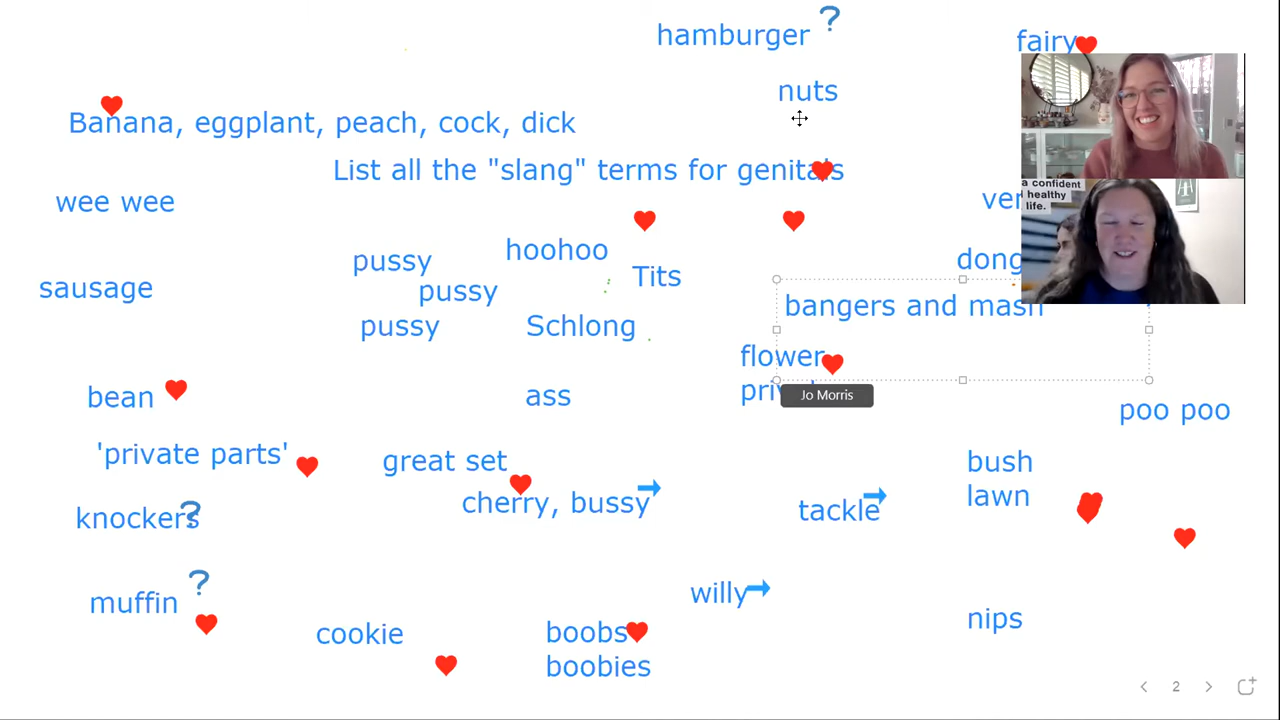 hamburger ?
fairy
nuts
Banana, eggplant, peach, cock, dick
List all the "slang" terms for genitals
a confident
healthy
life.
wee wee
hoohoo
pussy
dong
Tits
sausage
pussy
bangers and mash
pussy
Schlong
flower
Jo Morris
bean
ass
poo poo
'private parts'
great set
bush
lawn
cherry, bussy
tackle
knockers ?
muffin ?
willy
nips
cookie
boobs
boobies
2